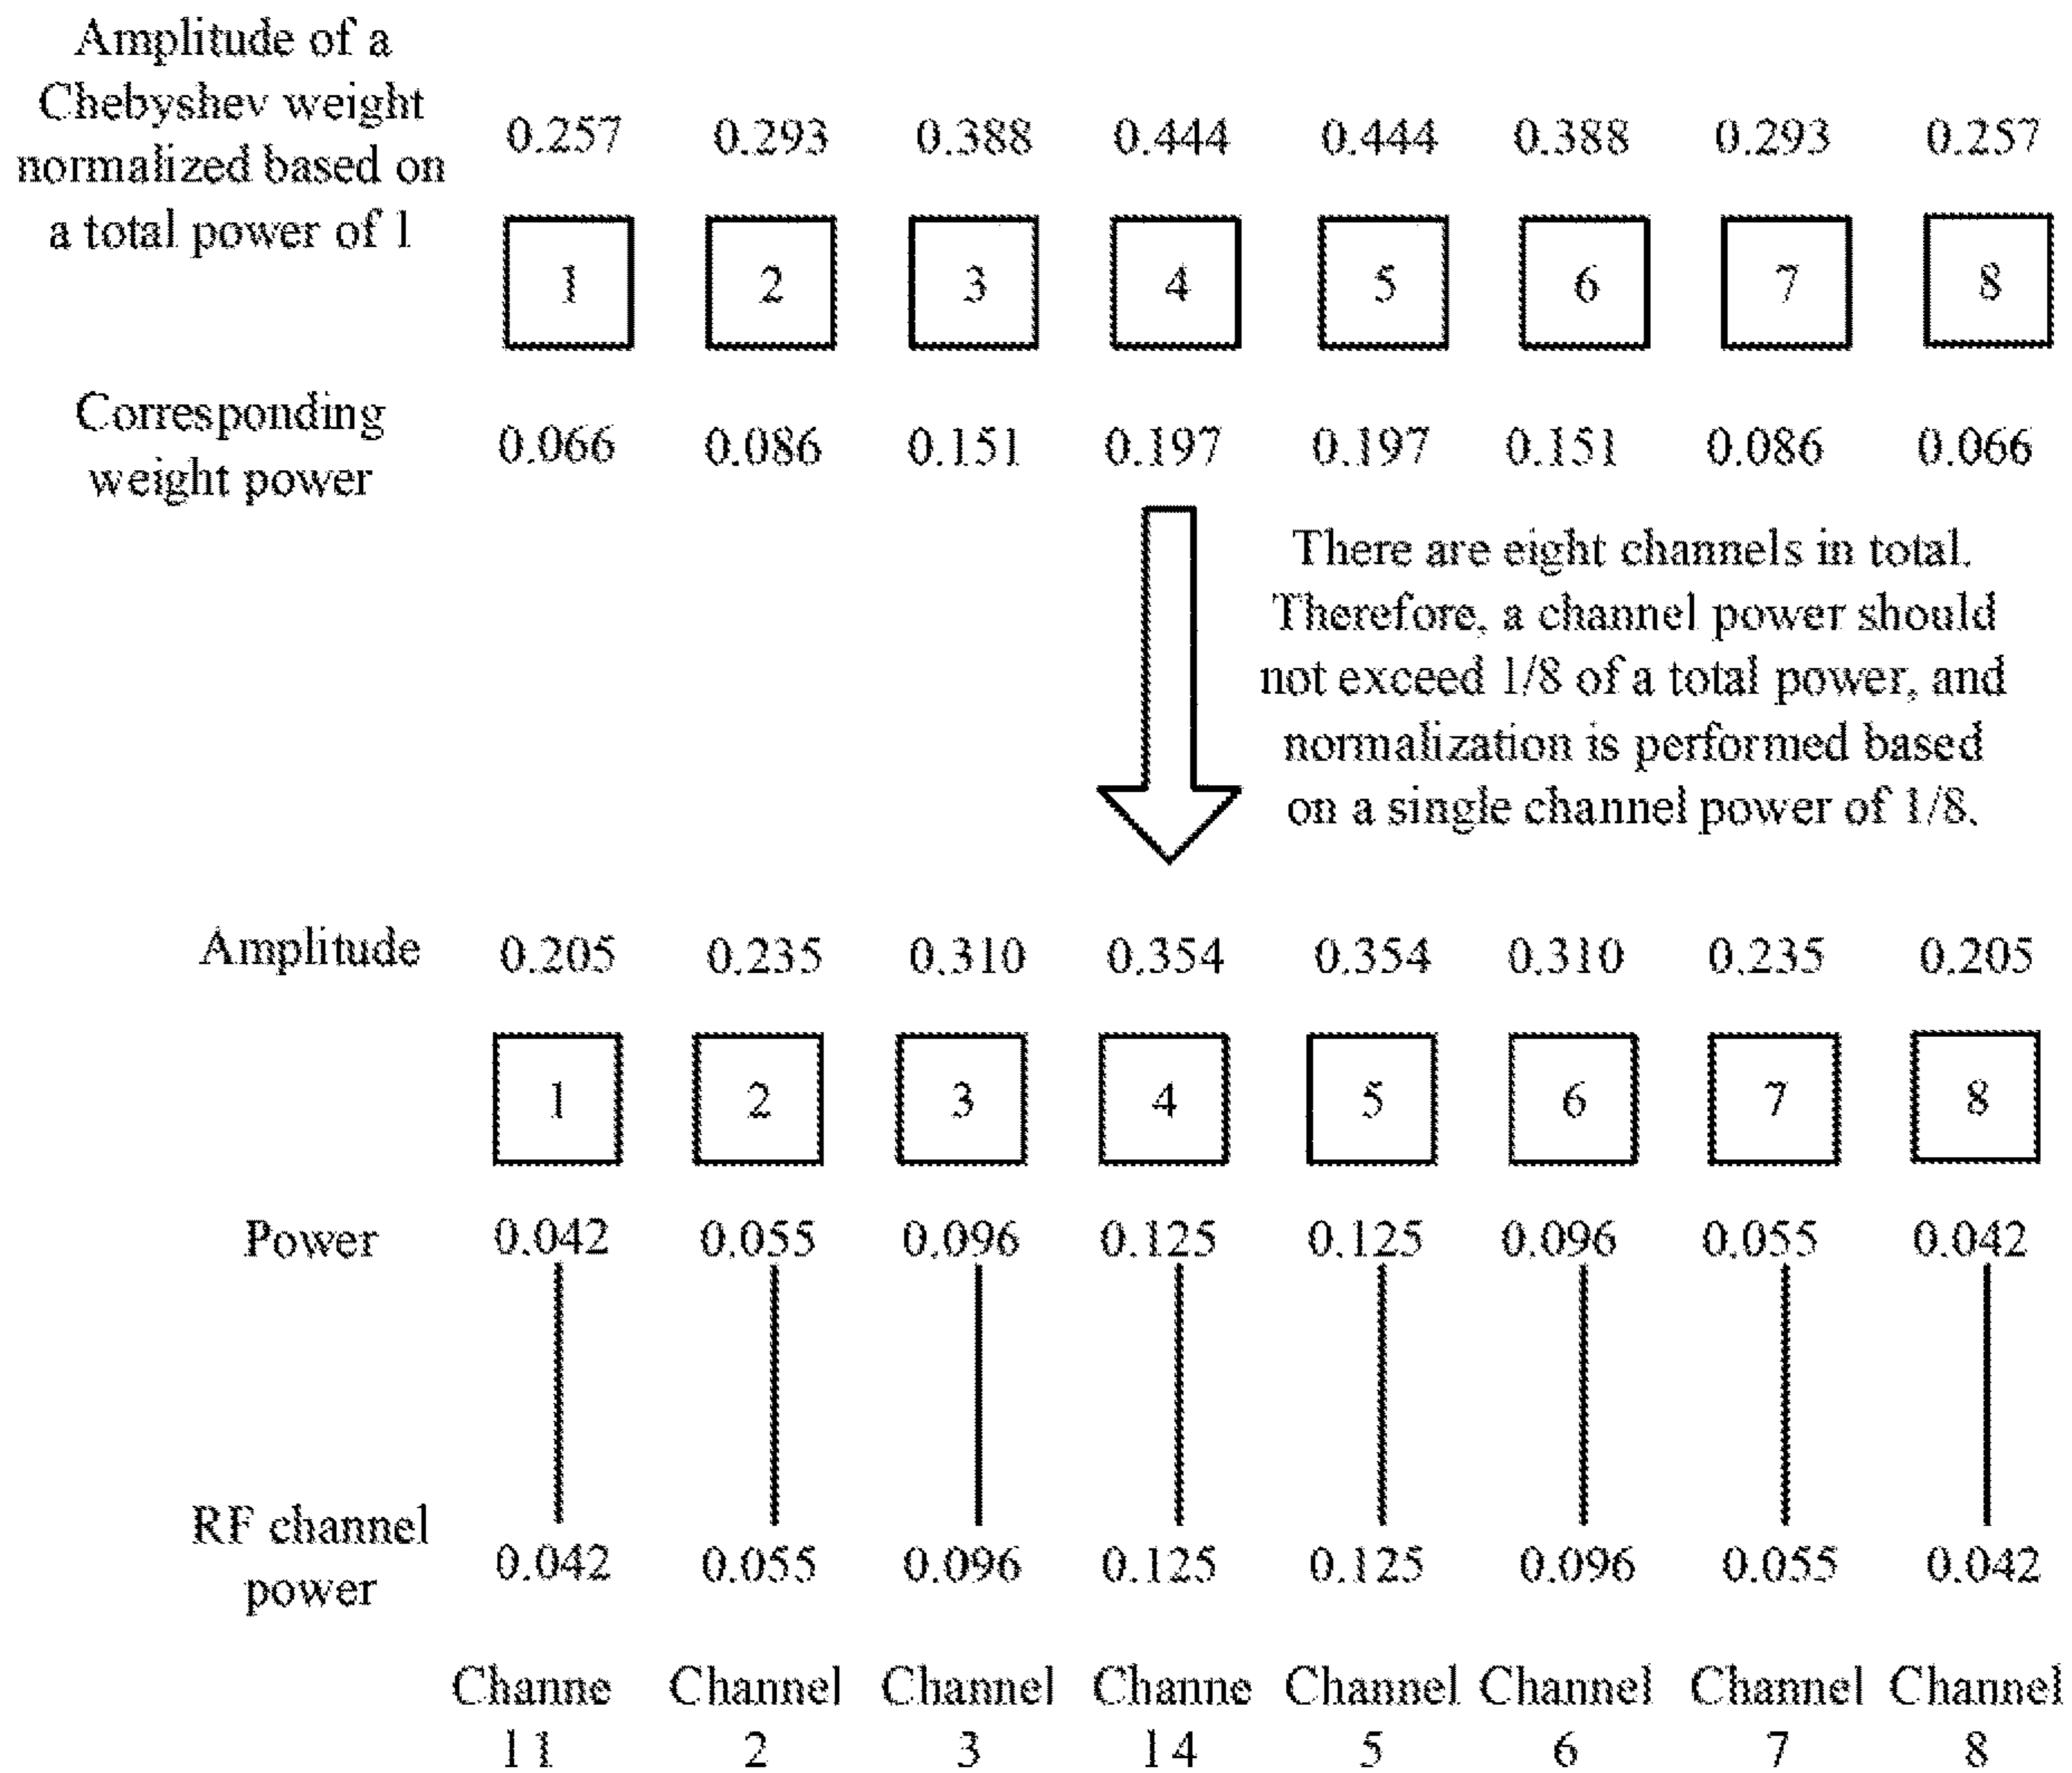 Amplitude of a
Chebyshev weight
normalized based on
a total power of 1
0.257 0.293 0.388 0.444 0.444 0.388 0.293 0.257
1 2 3 4 5 6 7 8
Corresponding
weight power
0.066 0.086 0.151 0.197 0.197 0.151 0.086 0.066
There are eight channels in total.
Therefore, a channel power should
not exceed 1/8 of a total power, and
normalization is performed based
on a single channel power of 1/8.
Amplitude 0.205 0.235 0.310 0.354 0.354 0.310 0.235 0.205
1 2 3 4 5 6 7 8
Power 0.042 0.055 0.096 0.125 0.125 0.096 0.055 0.042
RF channel
power
0.042 0.055 0.096 0.125 0.125 0.096 0.055 0.042
Channe Channel Channel Channe Channel Channel Channel Channel
l1 2 3 l4 5 6 7 8